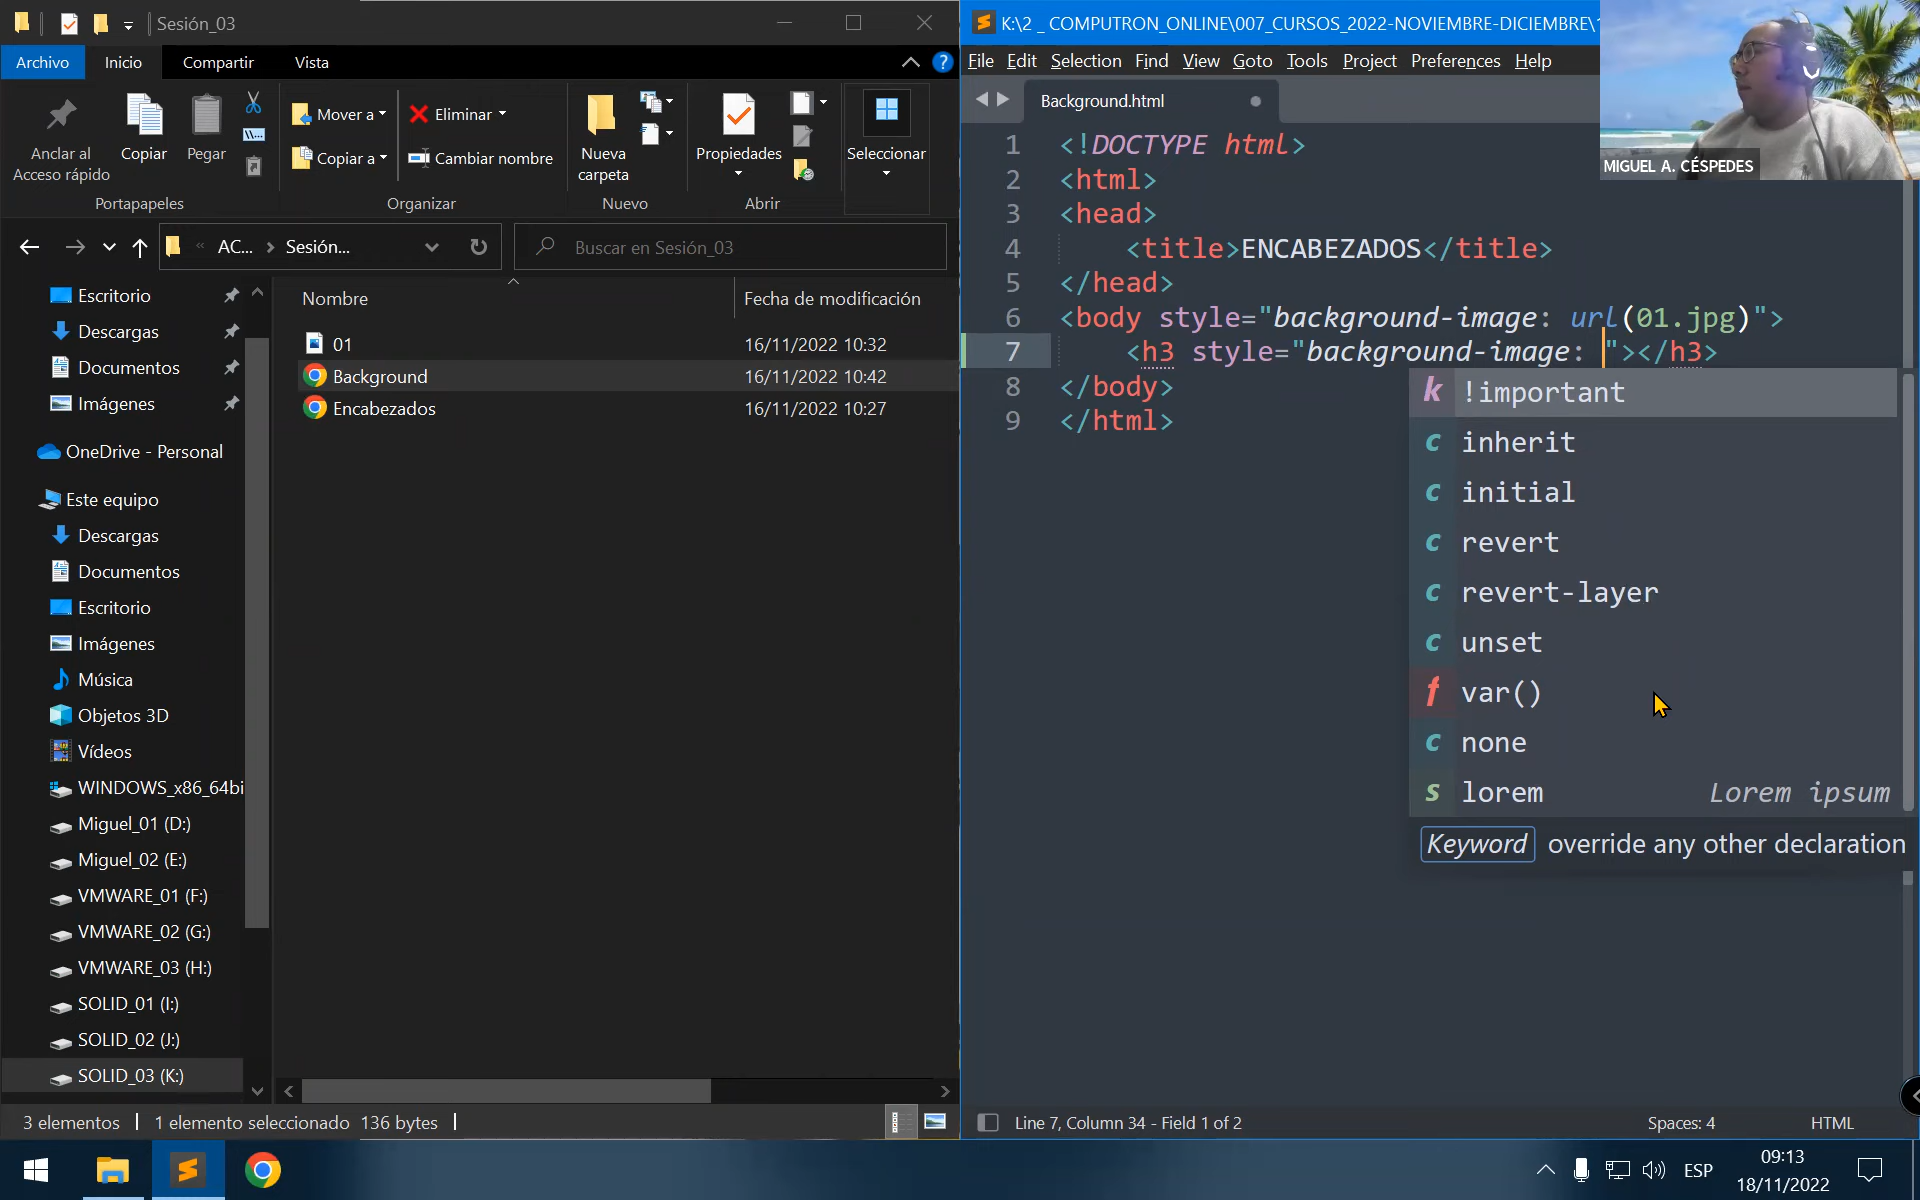 Sesión_03
Archivo
Inicio
Compartir
Vista
Anclar al
Acceso rápido
Copiar
Pegar
Portapapeles
Mover a
Copiar a
Eliminar
Cambiar nombre
Organizar
Nueva
carpeta
Nuevo
Propiedades
Abrir
Seleccionar
« AC... > Sesión...
Buscar en Sesión_03
Escritorio
Descargas
Documentos
Imágenes
OneDrive - Personal
Este equipo
Descargas
Documentos
Escritorio
Imágenes
Música
Objetos 3D
Vídeos
WINDOWS_x86_64bi
Miguel_01 (D:)
Miguel_02 (E:)
VMWARE_01 (F:)
VMWARE_02 (G:)
VMWARE_03 (H:)
SOLID_01 (I:)
SOLID_02 (J:)
SOLID_03 (K:)
Nombre Fecha de modificación
01 16/11/2022 10:32
Background 16/11/2022 10:42
Encabezados 16/11/2022 10:27
3 elementos 1 elemento seleccionado 136 bytes
K:\2 _ COMPUTRON_ONLINE\007_CURSOS_2022-NOVIEMBRE-DICIEMBRE\
File Edit Selection Find View Goto Tools Project Preferences Help
Background.html
MIGUEL A. CÉSPEDES
1 <!DOCTYPE html>
2 <html>
3 <head>
4 <title>ENCABEZADOS</title>
5 </head>
6 <body style="background-image: url(01.jpg)">
7 <h3 style="background-image: "></h3>
8 </body>
9 </html>
k !important
c inherit
c initial
c revert
c revert-layer
c unset
f var()
c none
s lorem Lorem ipsum
Keyword override any other declaration
Line 7, Column 34 - Field 1 of 2
Spaces: 4
HTML
ESP
09:13
18/11/2022